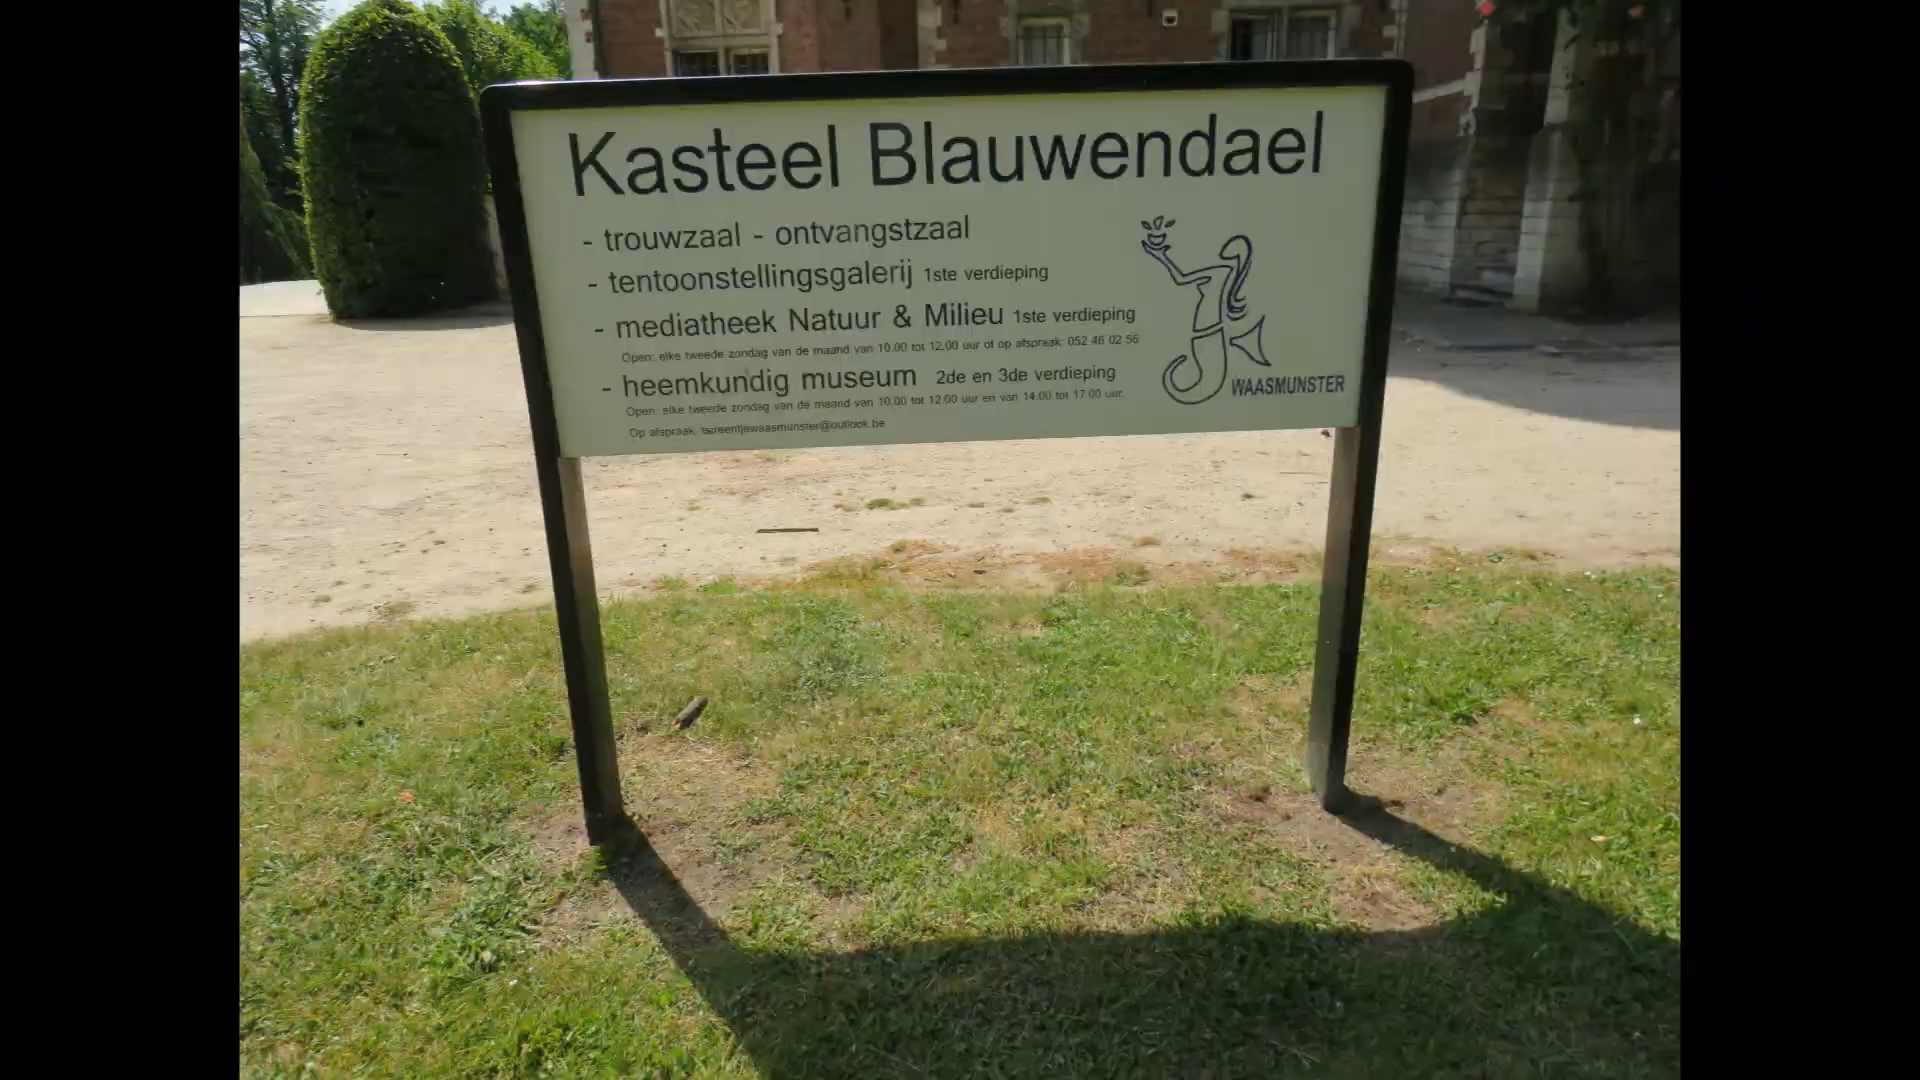 Kasteel Blauwendael
- trouwzaal - ontvangstzaal
- tentoonstellingsgalerij 1ste verdieping
- mediatheek Natuur & Milieu 1ste verdieping
Open: elke tweede zondag van de maand van 10.00 tot 12.00 uur of op afspraak: 052 46 02 56
- heemkundig museum 2de en 3de verdieping
Open: elke tweede zondag van de maand van 10.00 tot 12.00 uur en van 14.00 tot 17.00 uur.
Op afspraak:
WAASMUNSTER